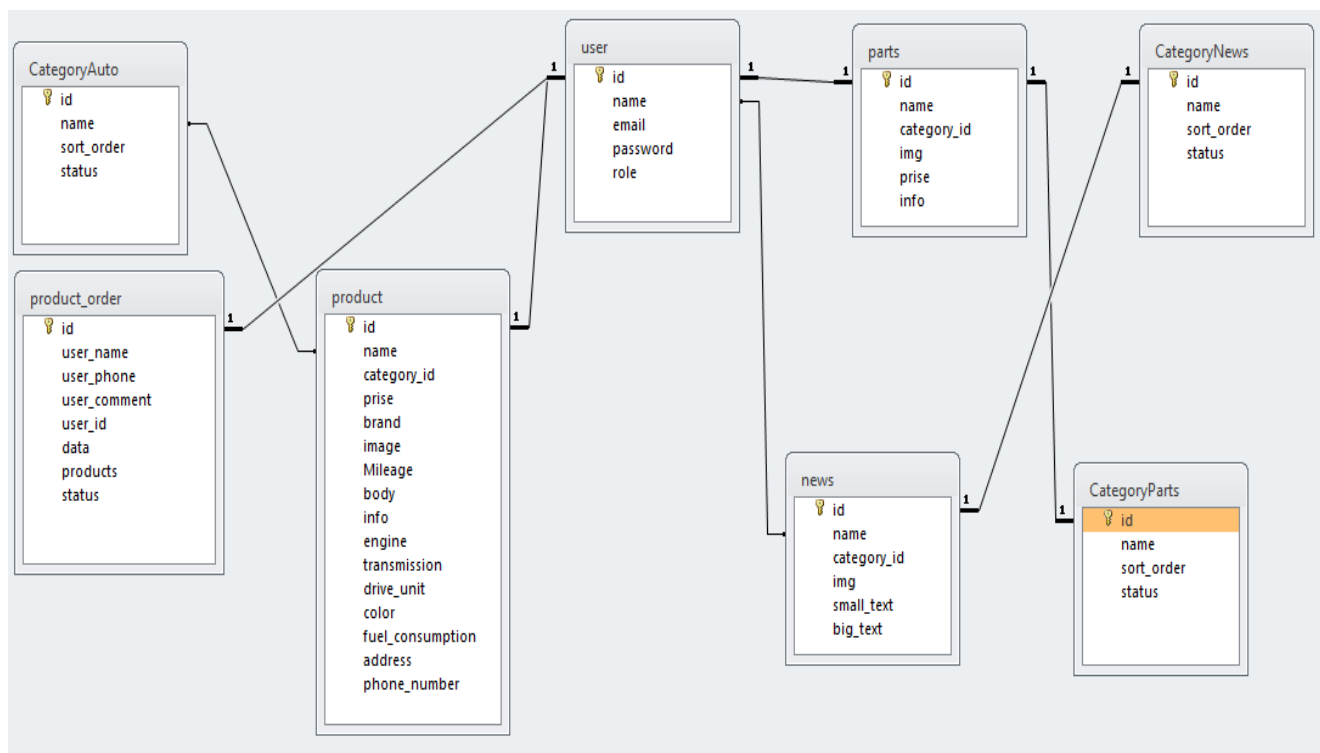 CategoryAuto
id
name
sort_order
status
product_order
id
user_name
user_phone
user_comment
user_id
data
products
status
product
id
name
category_id
prise
brand
image
Mileage
body
info
engine
transmission
drive_unit
color
fuel_consumption
address
phone_number
user
id
name
email
password
role
parts
id
name
category_id
img
prise
info
CategoryNews
id
name
sort_order
status
news
id
name
category_id
img
small_text
big_text
CategoryParts
id
name
sort_order
status
1
1
1
1
1
1
1
1
1
1